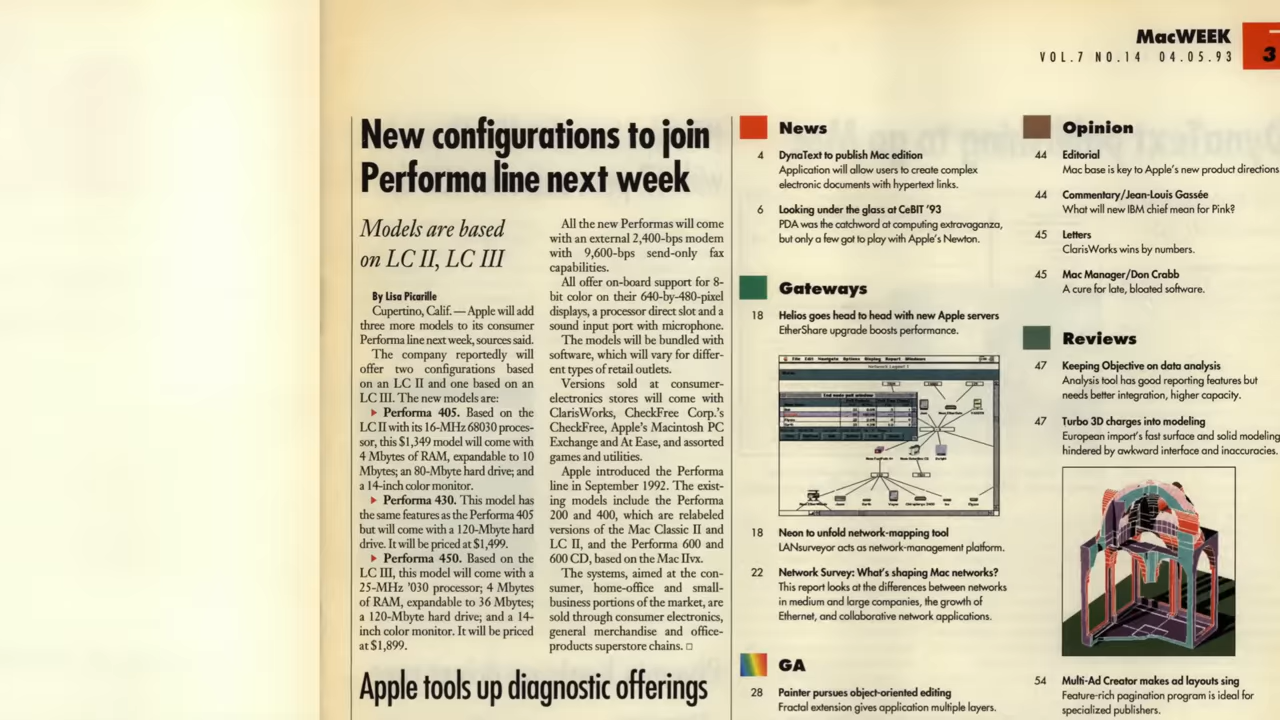 MacWEEK
VOL.7 NO.14 04.05.93
3
New configurations to join
Performa line next week
Models are based
on LC II, LC III
By Lisa Picarille
Cupertino, Calif. — Apple will add
three more models to its consumer
Performa line next week, sources said.
The company reportedly will
offer two configurations based
on an LC II and one based on an
LC III. The new models are:
▶ Performa 405. Based on the
LC II with its 16-MHz 68030 proces-
sor, this $1,349 model will come with
4 Mbytes of RAM, expandable to 10
Mbytes; an 80-Mbyte hard drive; and
a 14-inch color monitor.
▶ Performa 430. This model has
the same features as the Performa 405
but will come with a 120-Mbyte hard
drive. It will be priced at $1,499.
▶ Performa 450. Based on the
LC III, this model will come with a
25-MHz '030 processor; 4 Mbytes
of RAM, expandable to 36 Mbytes;
a 120-Mbyte hard drive; and a 14-
inch color monitor. It will be priced
at $1,899.
All the new Performas will come
with an external 2,400-bps modem
with 9,600-bps send-only fax
capabilities.
All offer on-board support for 8-
bit color on their 640-by-480-pixel
displays, a processor direct slot and a
sound input port with microphone.
The models will be bundled with
software, which will vary for differ-
ent types of retail outlets.
Versions sold at consumer-
electronics stores will come with
ClarisWorks, CheckFree Corp.'s
CheckFree, Apple's Macintosh PC
Exchange and At Ease, and assorted
games and utilities.
Apple introduced the Performa
line in September 1992. The exist-
ing models include the Performa
200 and 400, which are relabeled
versions of the Mac Classic II and
LC II, and the Performa 600 and
600 CD, based on the Mac IIvx.
The systems, aimed at the con-
sumer, home-office and small-
business portions of the market, are
sold through consumer electronics,
general merchandise and office-
products superstore chains. □
Apple tools up diagnostic offerings
News
4 DynaText to publish Mac edition
Application will allow users to create complex
electronic documents with hypertext links.
6 Looking under the glass at CeBIT '93
PDA was the catchword at computing extravaganza,
but only a few got to play with Apple's Newton.
Gateways
18 Helios goes head to head with new Apple servers
EtherShare upgrade boosts performance.
File Edit Navigate Options Display Report Windows
18 Neon to unfold network-mapping tool
LANsurveyor acts as network-management platform.
22 Network Survey: What's shaping Mac networks?
This report looks at the differences between networks
in medium and large companies, the growth of
Ethernet, and collaborative network applications.
GA
28 Painter pursues object-oriented editing
Fractal extension gives application multiple layers.
Opinion
44 Editorial
Mac base is key to Apple's new product directions
44 Commentary/Jean-Louis Gassée
What will new IBM chief mean for Pink?
45 Letters
ClarisWorks wins by numbers.
45 Mac Manager/Don Crabb
A cure for late, bloated software.
Reviews
47 Keeping Objective on data analysis
Analysis tool has good reporting features but
needs better integration, higher capacity.
47 Turbo 3D charges into modeling
European import's fast surface and solid modeling
hindered by awkward interface and inaccuracies.
54 Multi-Ad Creator makes ad layouts sing
Feature-rich pagination program is ideal for
specialized publishers.